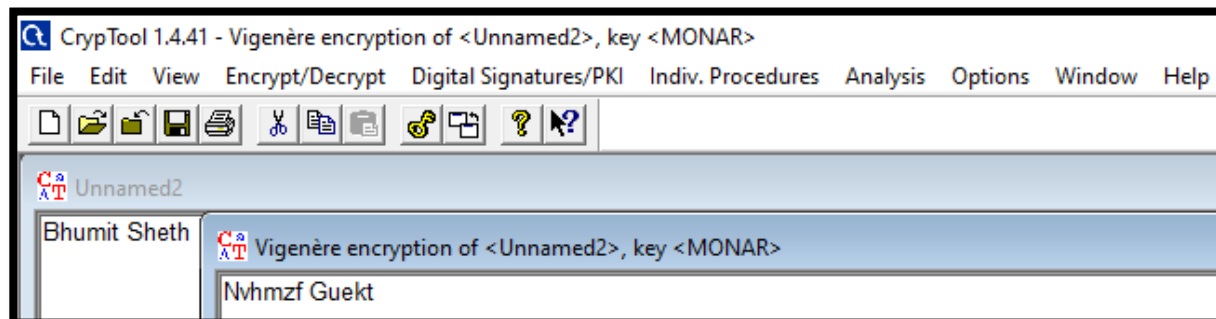 CrypTool 1.4.41 - Vigenère encryption of <Unnamed2>, key <MONAR>
File Edit View Encrypt/Decrypt Digital Signatures/PKI Indiv. Procedures Analysis Options Window Help
Unnamed2
Bhumit Sheth
Vigenère encryption of <Unnamed2>, key <MONAR>
Nvhmzf Guekt